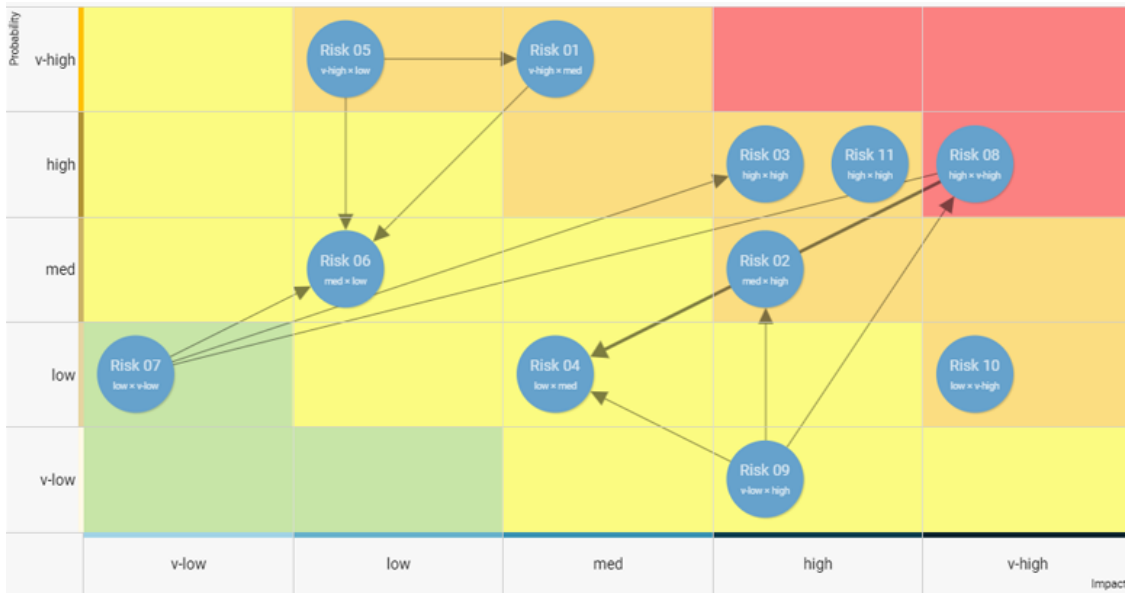 Probability
v-high
Risk 05
v-high × low
Risk 01
v-high × med
high
Risk 03
high × high
Risk 11
high × high
Risk 08
high × v-high
med
Risk 06
med × low
Risk 02
med × high
low
Risk 07
low × v-low
Risk 04
low × med
Risk 10
low × v-high
v-low
Risk 09
v-low × high
v-low
low
med
high
v-high
Impact